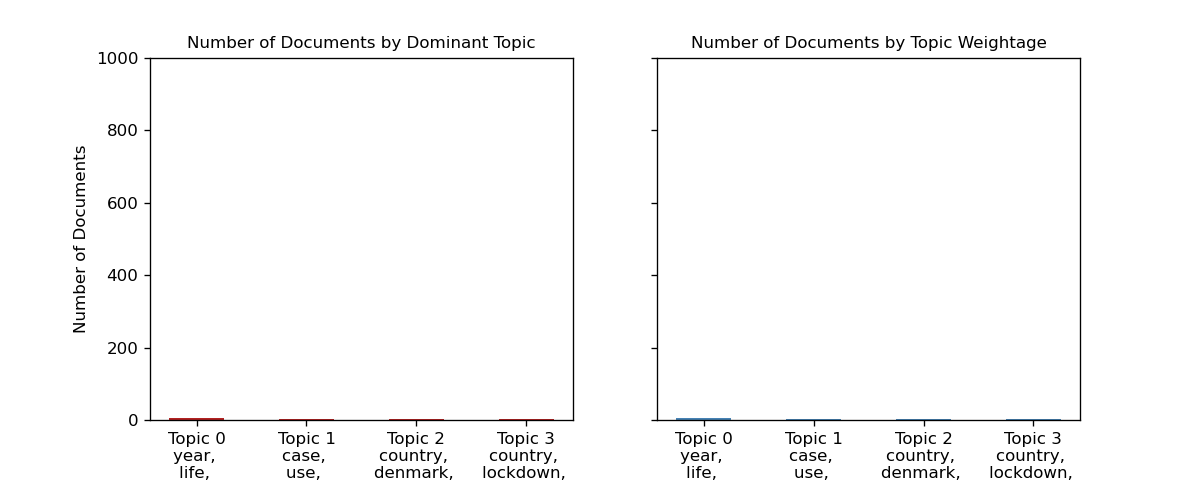 Number of Documents by Dominant Topic
Number of Documents
1000
800
600
400
200
0
Topic 0
year,
life,
Topic 1
case,
use,
Topic 2
country,
denmark,
Topic 3
country,
lockdown,
Number of Documents by Topic Weightage
Topic 0
year,
life,
Topic 1
case,
use,
Topic 2
country,
denmark,
Topic 3
country,
lockdown,